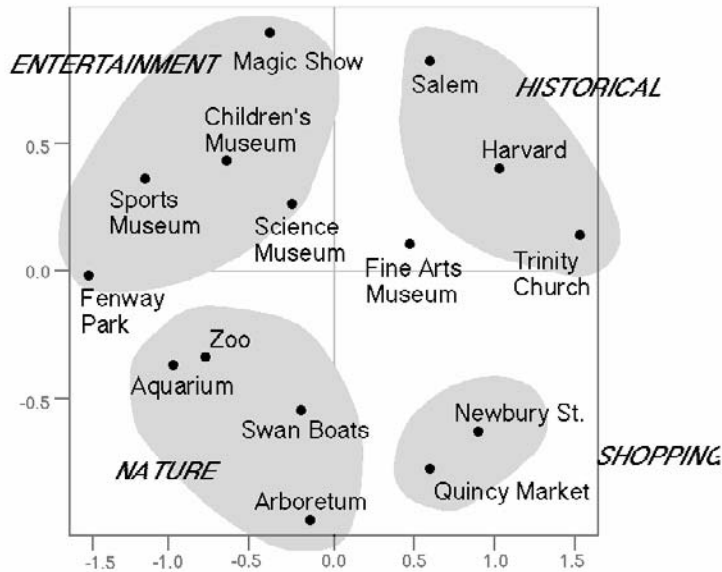 ENTERTAINMENT
Magic Show
Salem
HISTORICAL
Children's
Museum
0.5
Harvard
Sports
Museum
Science
Museum
Fine Arts
Museum
Trinity
Church
0.0
Fenway
Park
Zoo
Aquarium
-0.5
Swan Boats
Newbury St.
NATURE
SHOPPING
Arboretum
Quincy Market
-1.5
-1.0
0.0
0.5
1.0
1.5